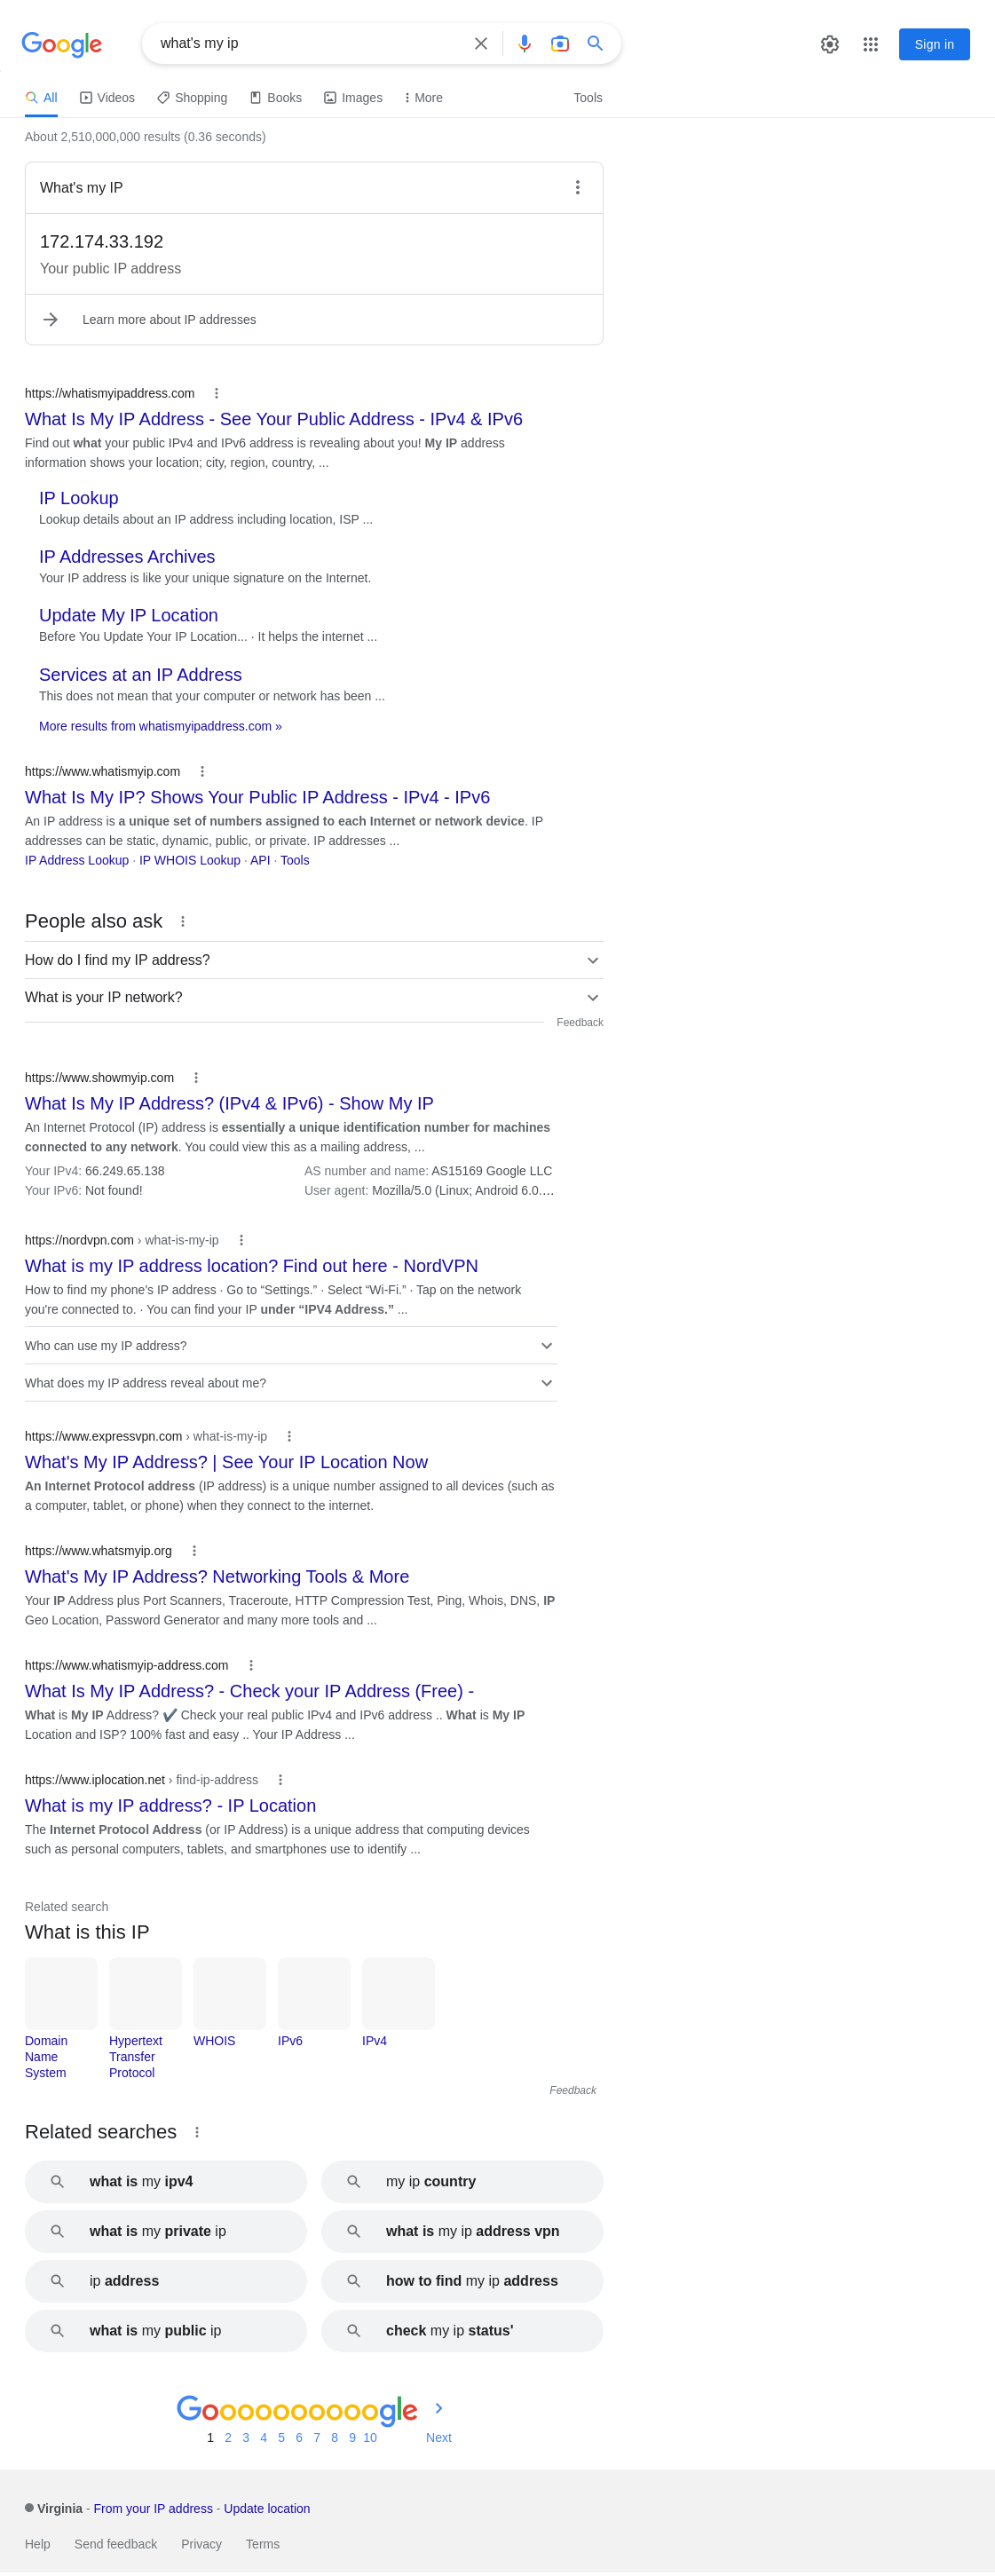 Google
what's my ip
Sign in
All
Videos
Shopping
Books
Images
More
Tools
About 2,510,000,000 results (0.36 seconds)
What's my IP
172.174.33.192
Your public IP address
Learn more about IP addresses
https://whatismyipaddress.com
What Is My IP Address - See Your Public Address - IPv4 & IPv6
Find out what your public IPv4 and IPv6 address is revealing about you! My IP address
information shows your location; city, region, country, ...
IP Lookup
Lookup details about an IP address including location, ISP ...
IP Addresses Archives
Your IP address is like your unique signature on the Internet.
Update My IP Location
Before You Update Your IP Location... · It helps the internet ...
Services at an IP Address
This does not mean that your computer or network has been ...
More results from whatismyipaddress.com »
https://www.whatismyip.com
What Is My IP? Shows Your Public IP Address - IPv4 - IPv6
An IP address is a unique set of numbers assigned to each Internet or network device. IP
addresses can be static, dynamic, public, or private. IP addresses ...
IP Address Lookup · IP WHOIS Lookup · API · Tools
People also ask
How do I find my IP address?
What is your IP network?
Feedback
https://www.showmyip.com
What Is My IP Address? (IPv4 & IPv6) - Show My IP
An Internet Protocol (IP) address is essentially a unique identification number for machines
connected to any network. You could view this as a mailing address, ...
Your IPv4: 66.249.65.138
AS number and name: AS15169 Google LLC
Your IPv6: Not found!
User agent: Mozilla/5.0 (Linux; Android 6.0....
https://nordvpn.com › what-is-my-ip
What is my IP address location? Find out here - NordVPN
How to find my phone's IP address · Go to “Settings.” · Select “Wi-Fi.” · Tap on the network
you're connected to. · You can find your IP under “IPV4 Address.” ...
Who can use my IP address?
What does my IP address reveal about me?
https://www.expressvpn.com › what-is-my-ip
What's My IP Address? | See Your IP Location Now
An Internet Protocol address (IP address) is a unique number assigned to all devices (such as
a computer, tablet, or phone) when they connect to the internet.
https://www.whatsmyip.org
What's My IP Address? Networking Tools & More
Your IP Address plus Port Scanners, Traceroute, HTTP Compression Test, Ping, Whois, DNS, IP
Geo Location, Password Generator and many more tools and ...
https://www.whatismyip-address.com
What Is My IP Address? - Check your IP Address (Free) -
What is My IP Address? ✔️ Check your real public IPv4 and IPv6 address .. What is My IP
Location and ISP? 100% fast and easy .. Your IP Address ...
https://www.iplocation.net › find-ip-address
What is my IP address? - IP Location
The Internet Protocol Address (or IP Address) is a unique address that computing devices
such as personal computers, tablets, and smartphones use to identify ...
Related search
What is this IP
Domain
Name
System
Hypertext
Transfer
Protocol
WHOIS
IPv6
IPv4
Feedback
Related searches
what is my ipv4
my ip country
what is my private ip
what is my ip address vpn
ip address
how to find my ip address
what is my public ip
check my ip status'
Goooooooooogle
1 2 3 4 5 6 7 8 9 10 Next
Virginia - From your IP address - Update location
Help
Send feedback
Privacy
Terms